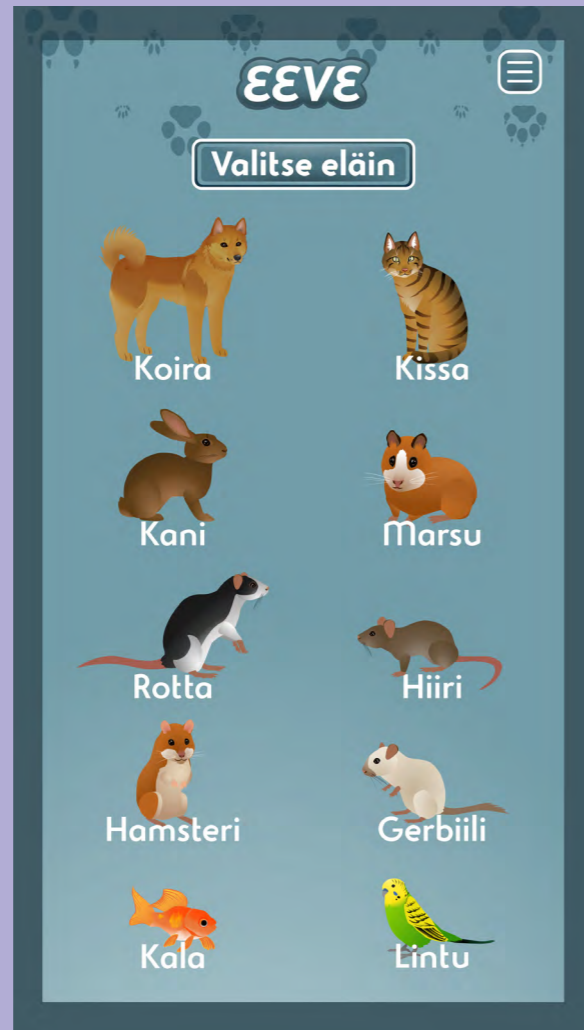 EEVE
Valitse eläin
Koira
Kissa
Kani
Marsu
Rotta
Hiiri
Hamsteri
Gerbiili
Kala
Lintu